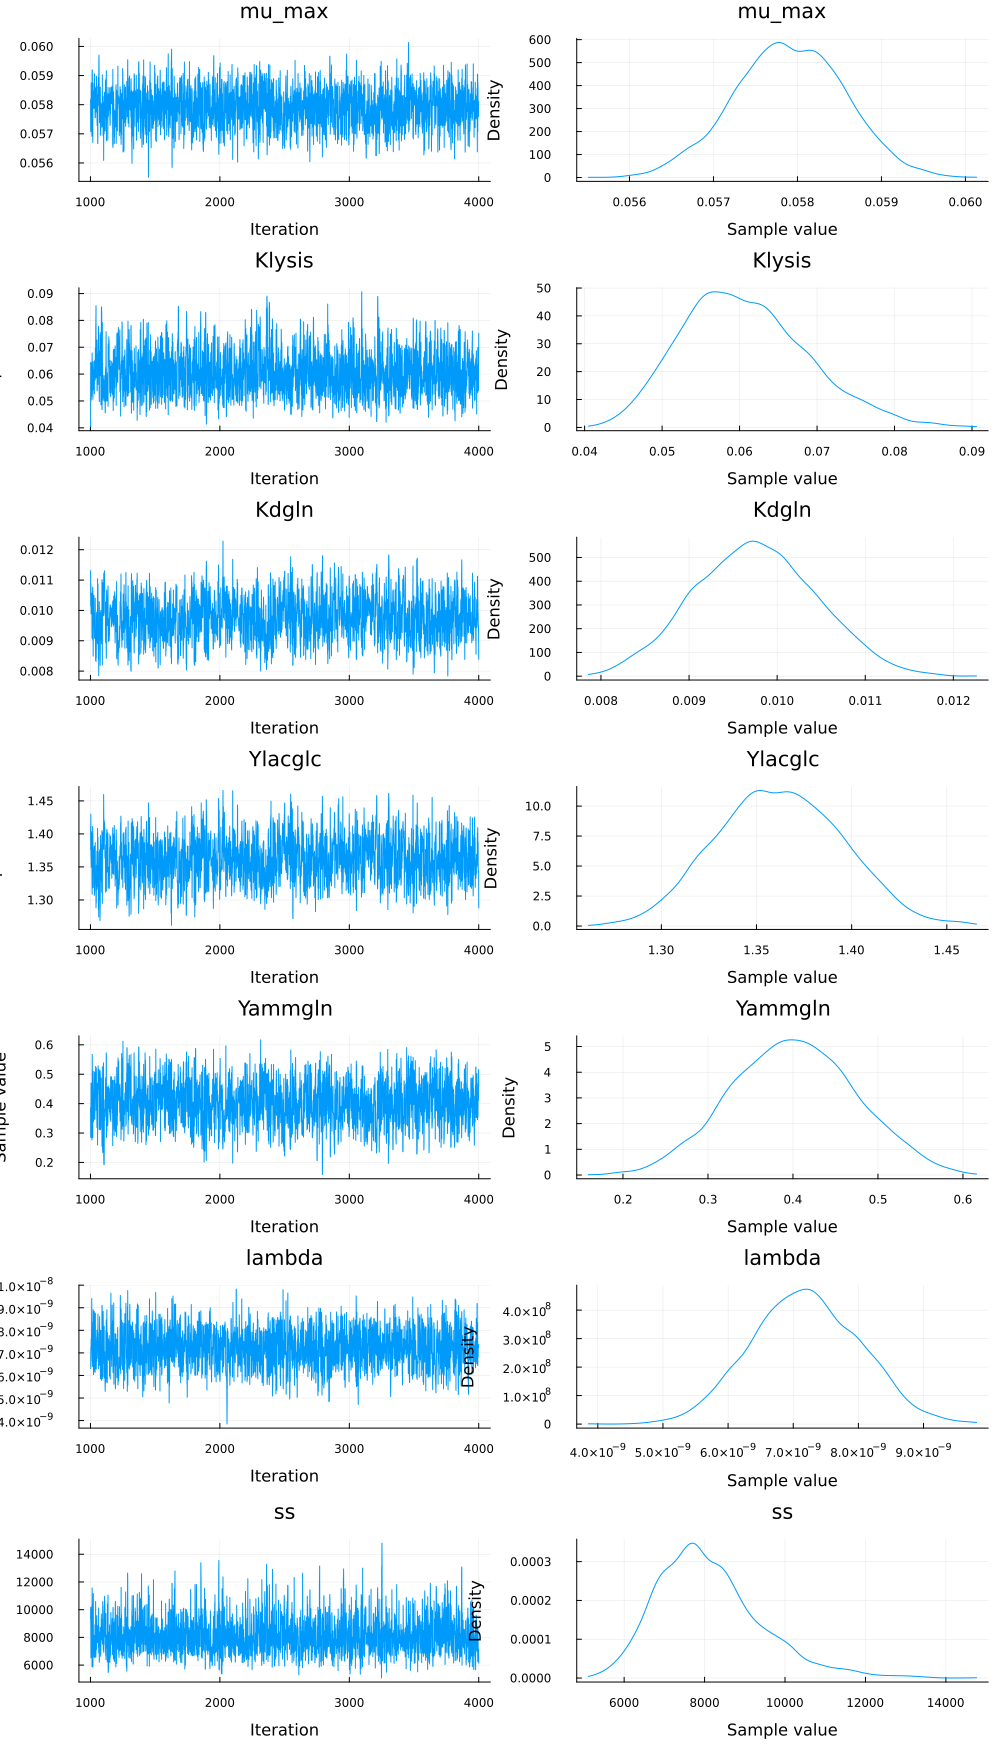 mu_max mu_max
0.060
0.059
0.058
0.057
0.056
1000 2000 3000 4000
Iteration
Density
600
500
400
300
200
100
0
0.056 0.057 0.058 0.059 0.060
Sample value
Klysis Klysis
0.09
0.08
0.07
0.06
0.05
0.04
1000 2000 3000 4000
Iteration
Density
50
40
30
20
10
0
0.04 0.05 0.06 0.07 0.08 0.09
Sample value
Kdgln Kdgln
0.012
0.011
0.010
0.009
0.008
1000 2000 3000 4000
Iteration
Density
500
400
300
200
100
0
0.008 0.009 0.010 0.011 0.012
Sample value
Ylacglc Ylacglc
1.45
1.40
1.35
1.30
1000 2000 3000 4000
Iteration
Density
10.0
7.5
5.0
2.5
0.0
1.30 1.35 1.40 1.45
Sample value
Yammgln Yammgln
Sample value
0.6
0.5
0.4
0.3
0.2
1000 2000 3000 4000
Iteration
Density
5
4
3
2
1
0
0.2 0.3 0.4 0.5 0.6
Sample value
lambda lambda
1.0×10⁻⁸
9.0×10⁻⁹
8.0×10⁻⁹
7.0×10⁻⁹
6.0×10⁻⁹
5.0×10⁻⁹
4.0×10⁻⁹
1000 2000 3000 4000
Iteration
Density
4.0×10⁸
3.0×10⁸
2.0×10⁸
1.0×10⁸
0
4.0×10⁻⁹ 5.0×10⁻⁹ 6.0×10⁻⁹ 7.0×10⁻⁹ 8.0×10⁻⁹ 9.0×10⁻⁹
Sample value
ss ss
14000
12000
10000
8000
6000
1000 2000 3000 4000
Iteration
Density
0.0003
0.0002
0.0001
0.0000
6000 8000 10000 12000 14000
Sample value